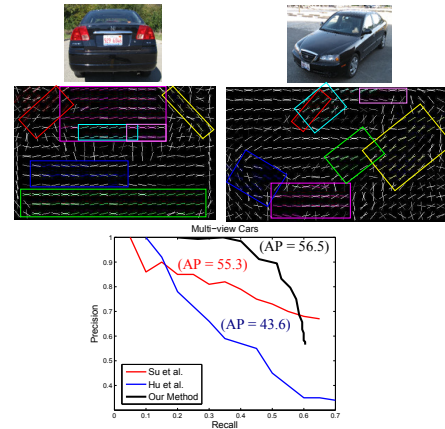 Multi-view Cars
(AP = 56.5)
(AP = 55.3)
(AP = 43.6)
Precision
1
0.9
0.8
0.7
0.6
0.5
0.4
Su et al.
Hu et al.
Our Method
0 0.1 0.2 0.3 0.4 0.5 0.6 0.7
Recall